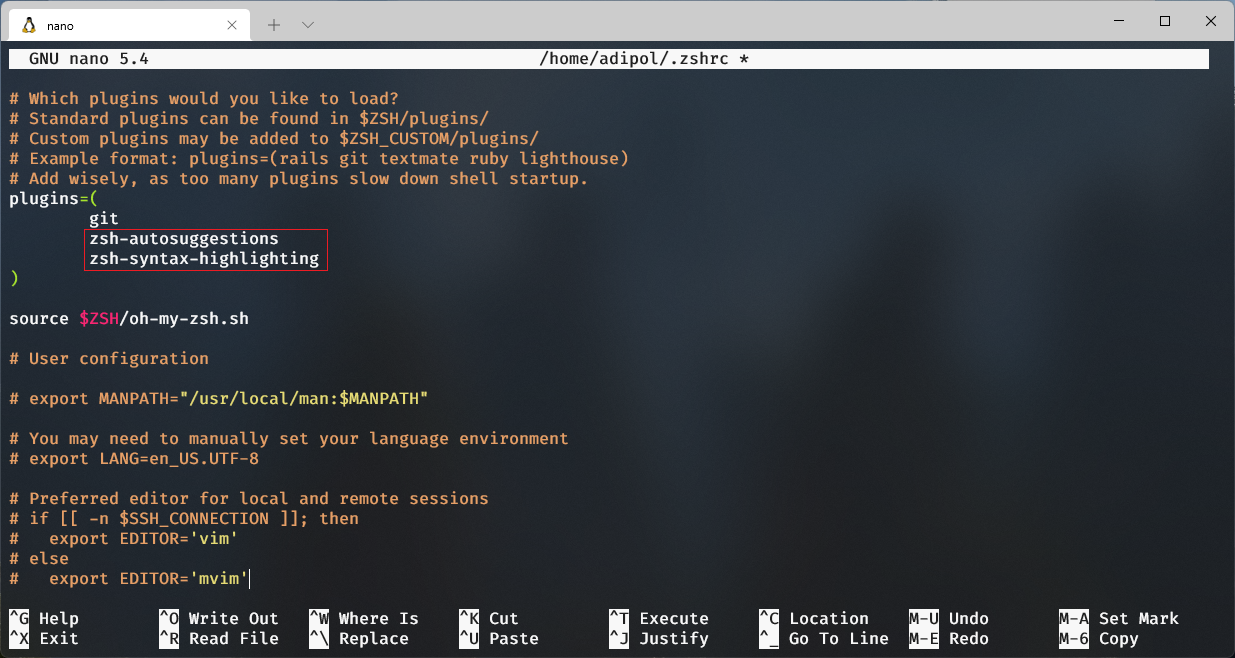 nano
GNU nano 5.4 /home/adipol/.zshrc *
# Which plugins would you like to load?
# Standard plugins can be found in $ZSH/plugins/
# Custom plugins may be added to $ZSH_CUSTOM/plugins/
# Example format: plugins=(rails git textmate ruby lighthouse)
# Add wisely, as too many plugins slow down shell startup.
plugins=(
git
zsh-autosuggestions
zsh-syntax-highlighting
)
source $ZSH/oh-my-zsh.sh
# User configuration
# export MANPATH="/usr/local/man:$MANPATH"
# You may need to manually set your language environment
# export LANG=en_US.UTF-8
# Preferred editor for local and remote sessions
# if [[ -n $SSH_CONNECTION ]]; then
#   export EDITOR='vim'
# else
#   export EDITOR='mvim'
^G Help ^O Write Out ^W Where Is ^K Cut ^T Execute ^C Location M-U Undo M-A Set Mark
^X Exit ^R Read File ^\ Replace ^U Paste ^J Justify ^_ Go To Line M-E Redo M-6 Copy